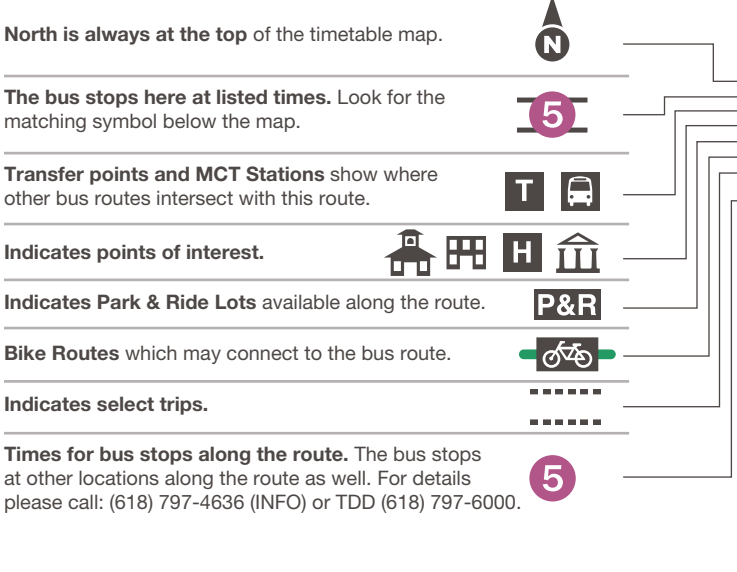 North is always at the top of the timetable map.
N
The bus stops here at listed times. Look for the
matching symbol below the map.
5
Transfer points and MCT Stations show where
other bus routes intersect with this route.
T
Indicates points of interest.
H
Indicates Park & Ride Lots available along the route.
P&R
Bike Routes which may connect to the bus route.
Indicates select trips.
Times for bus stops along the route. The bus stops
at other locations along the route as well. For details
please call: (618) 797-4636 (INFO) or TDD (618) 797-6000.
5